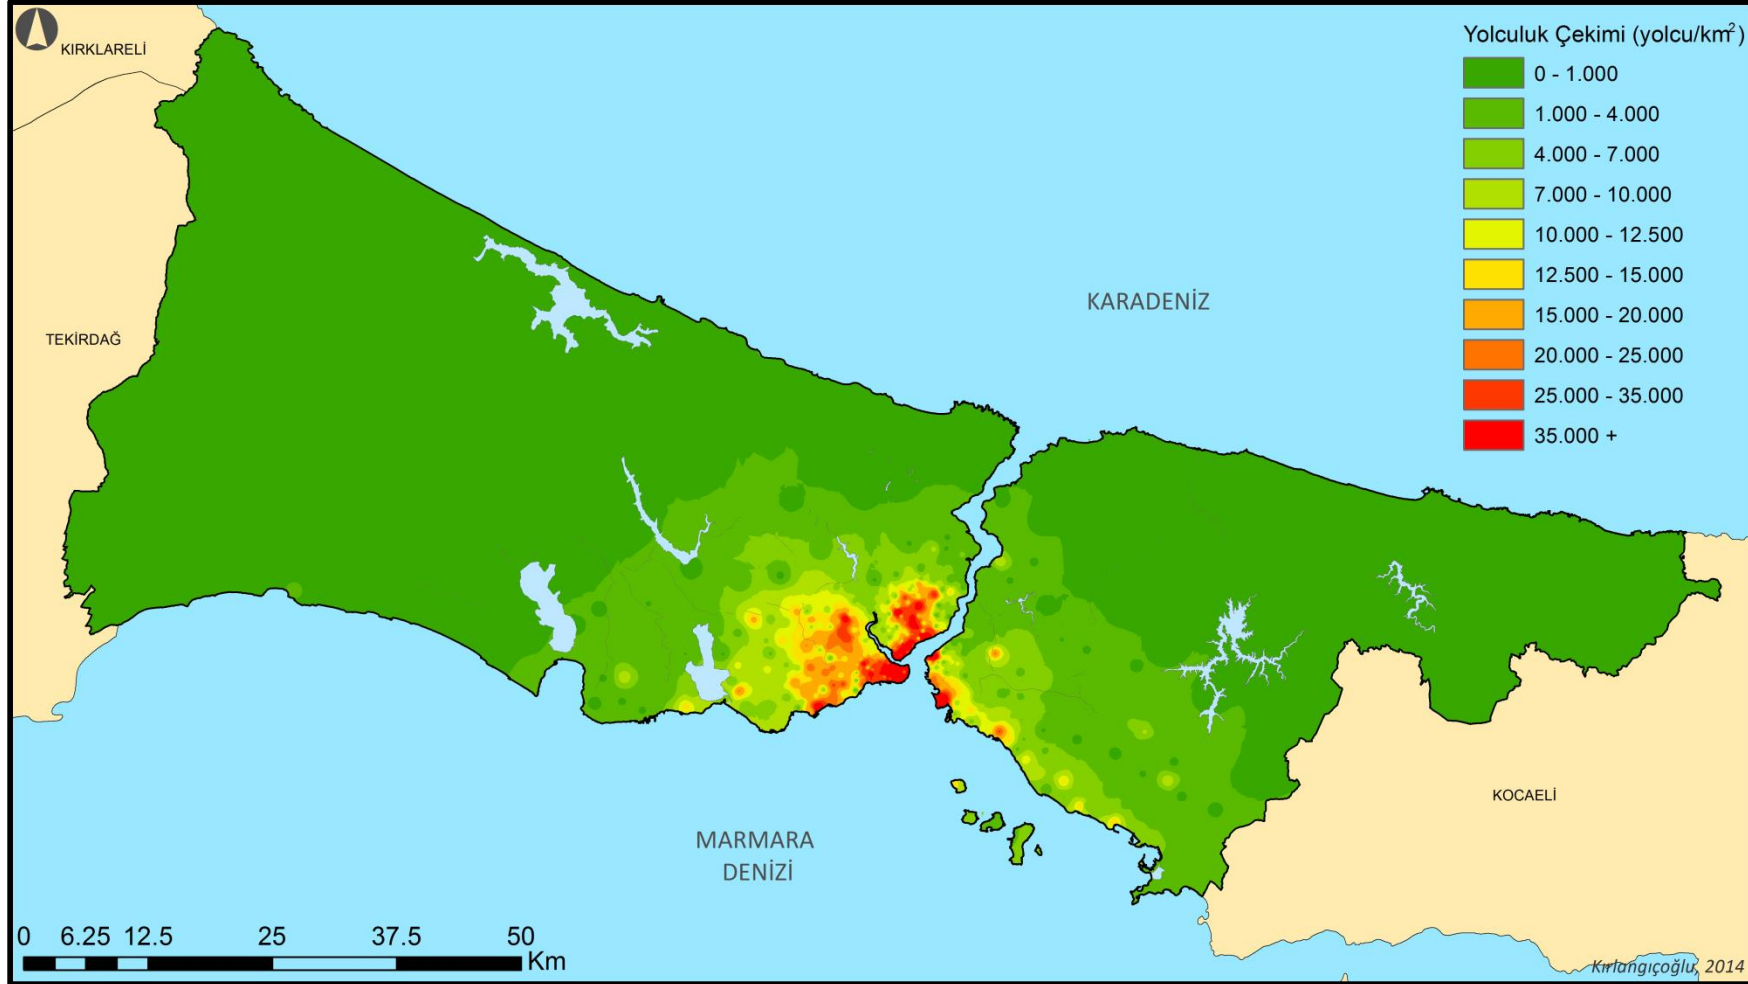 KIRKLARELİ
TEKİRDAĞ
KARADENİZ
MARMARA
DENİZİ
KOCAELİ
Yolculuk Çekimi (yolcu/km²)
0 - 1.000
1.000 - 4.000
4.000 - 7.000
7.000 - 10.000
10.000 - 12.500
12.500 - 15.000
15.000 - 20.000
20.000 - 25.000
25.000 - 35.000
35.000 +
0 6.25 12.5 25 37.5 50
Km
Kırlangıçoğlu, 2014